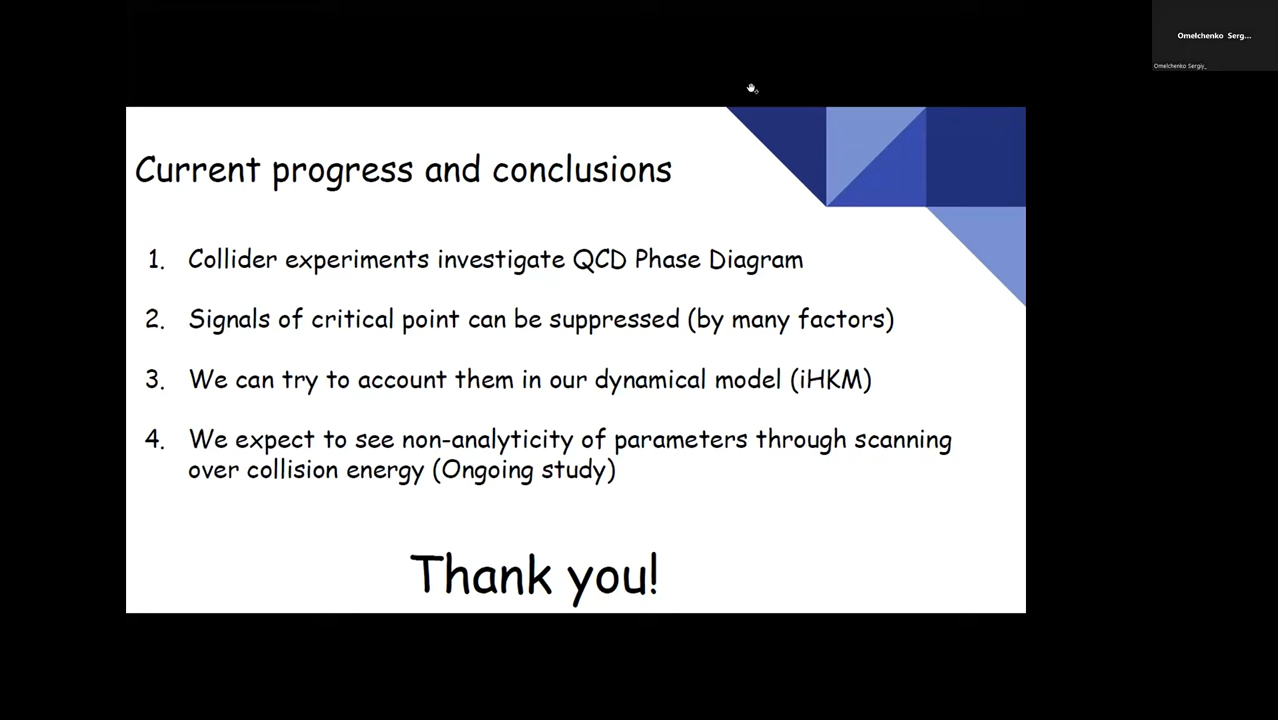 Omelchenko Serg...
Omelchenko Sergiy_
Current progress and conclusions
1. Collider experiments investigate QCD Phase Diagram
2. Signals of critical point can be suppressed (by many factors)
3. We can try to account them in our dynamical model (iHKM)
4. We expect to see non-analyticity of parameters through scanning
over collision energy (Ongoing study)
Thank you!